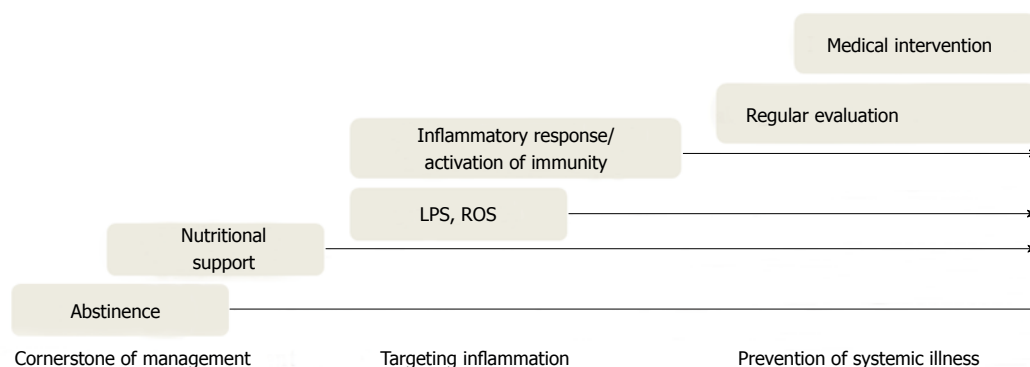 Medical intervention
Regular evaluation
Inflammatory response/
activation of immunity
LPS, ROS
Nutritional
support
Abstinence
Cornerstone of management
Targeting inflammation
Prevention of systemic illness